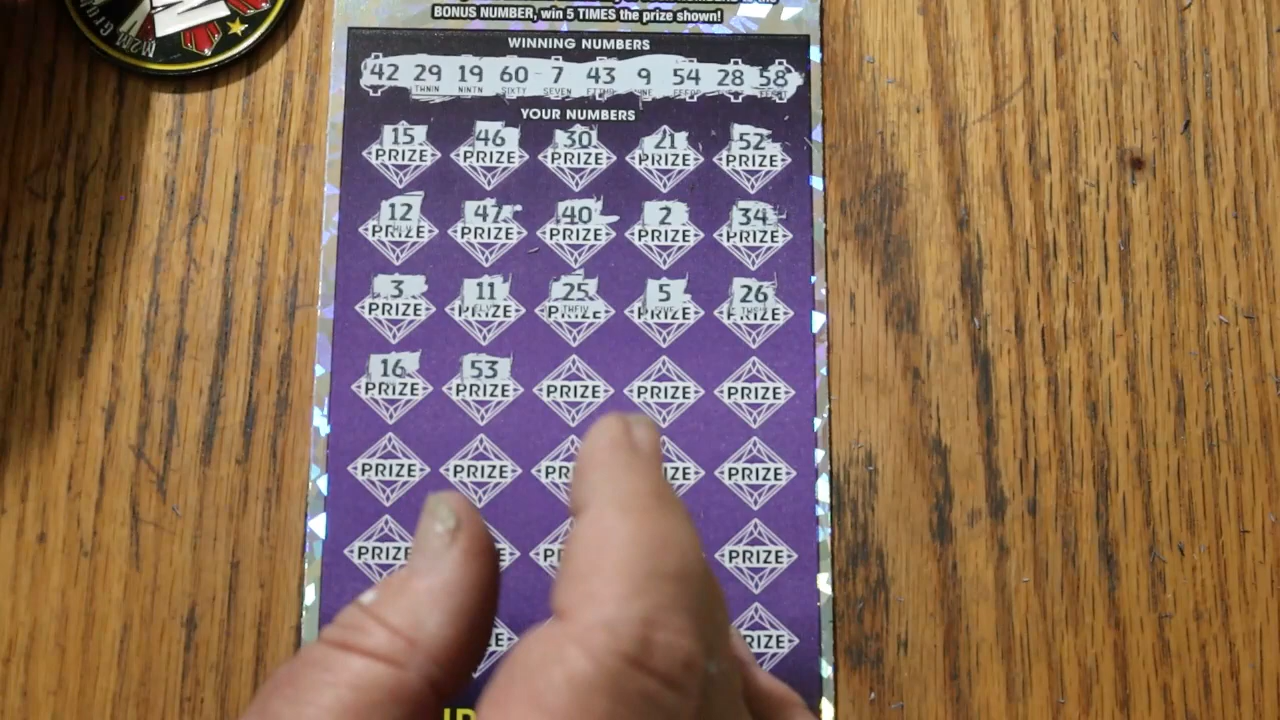 BONUS NUMBER, win 5 TIMES the prize shown!
WINNING NUMBERS
42 29 19 60 7 43 9 54 28 58
TWNIN NINTN SIXTY SEVEN
YOUR NUMBERS
15 46 30 21 52
PRIZE PRIZE PRIZE PRIZE PRIZE
12 47 40 2 34
PRIZE PRIZE PRIZE PRIZE PRIZE
3 11 25 5 26
PRIZE PRIZE PRIZE PRIZE PRIZE
16 53
PRIZE PRIZE PRIZE PRIZE PRIZE
PRIZE PRIZE PRIZE PRIZE PRIZE
PRIZE PRIZE
PRIZE